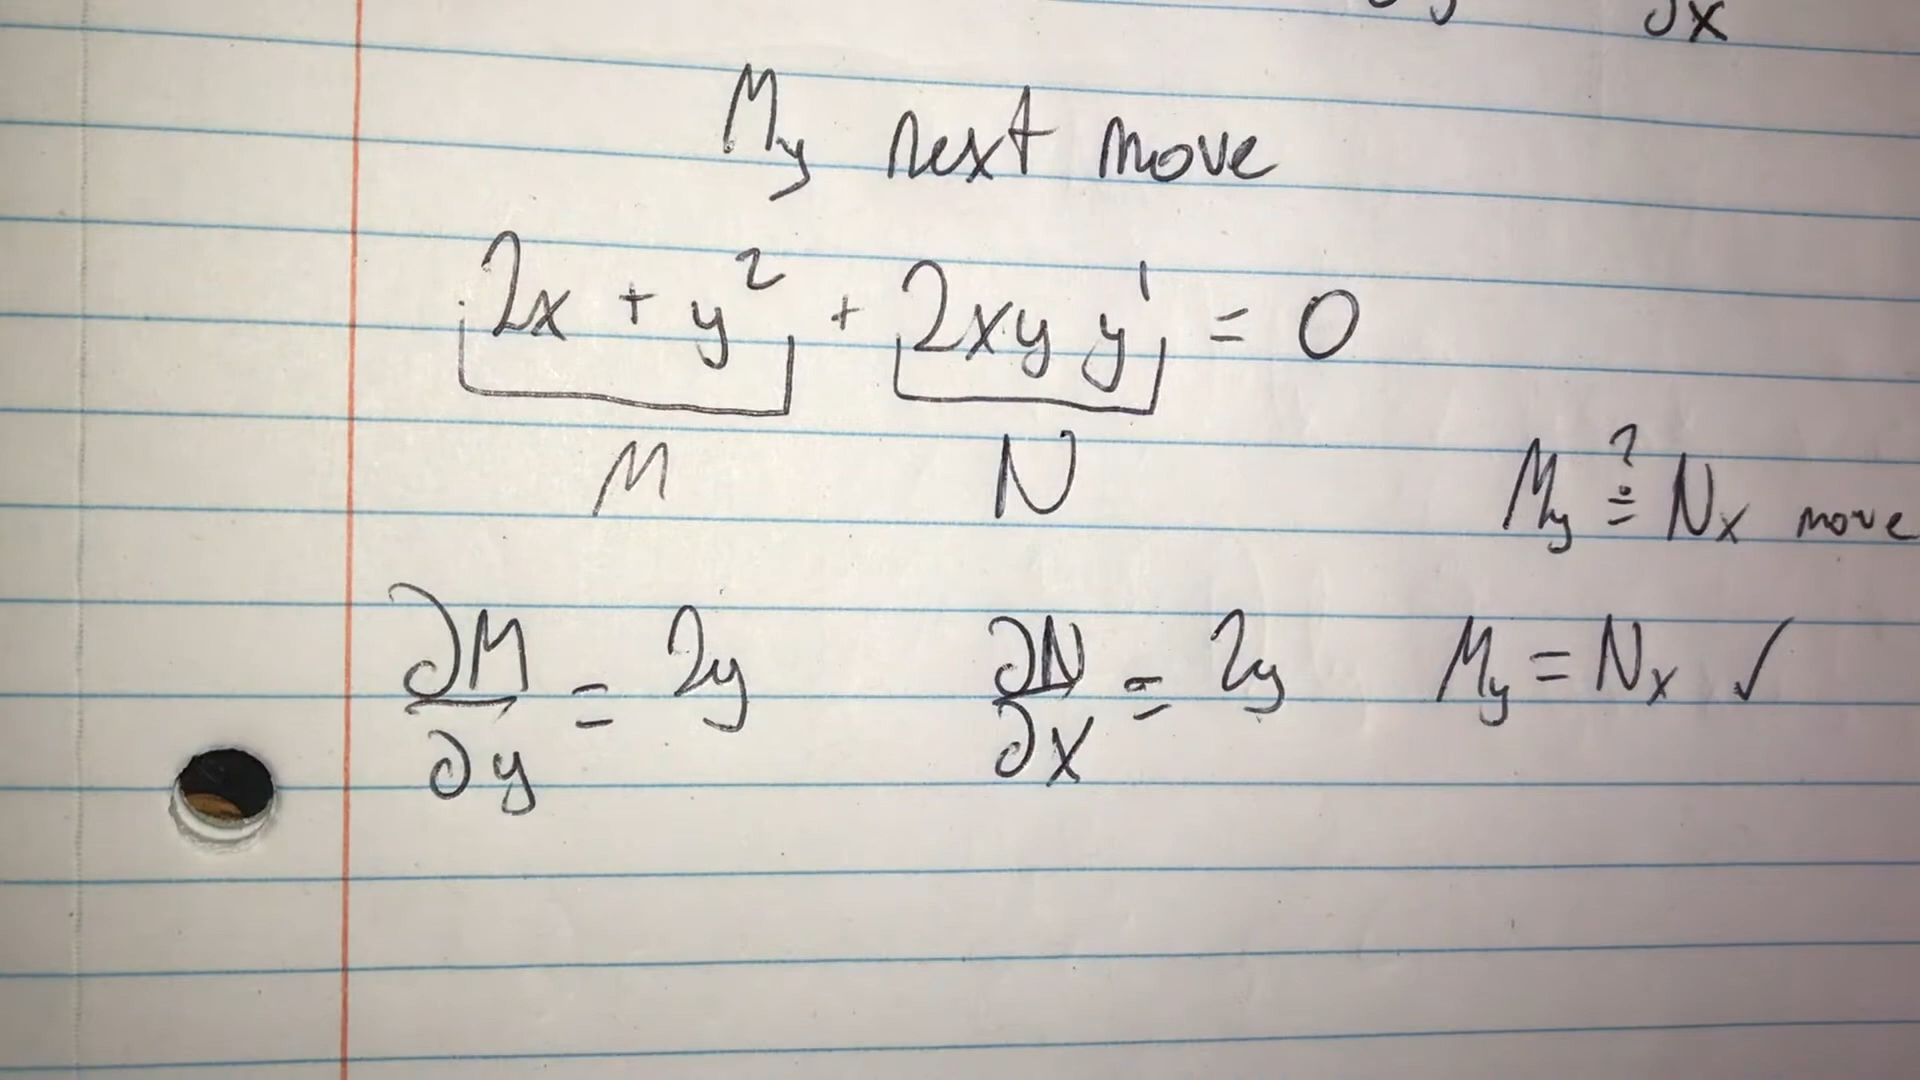 ∂x
My next move
2x + y² + 2xy y' = 0
M N
My ≟ Nx move
∂M/∂y = 2y ∂N/∂x = 2y My = Nx ✓